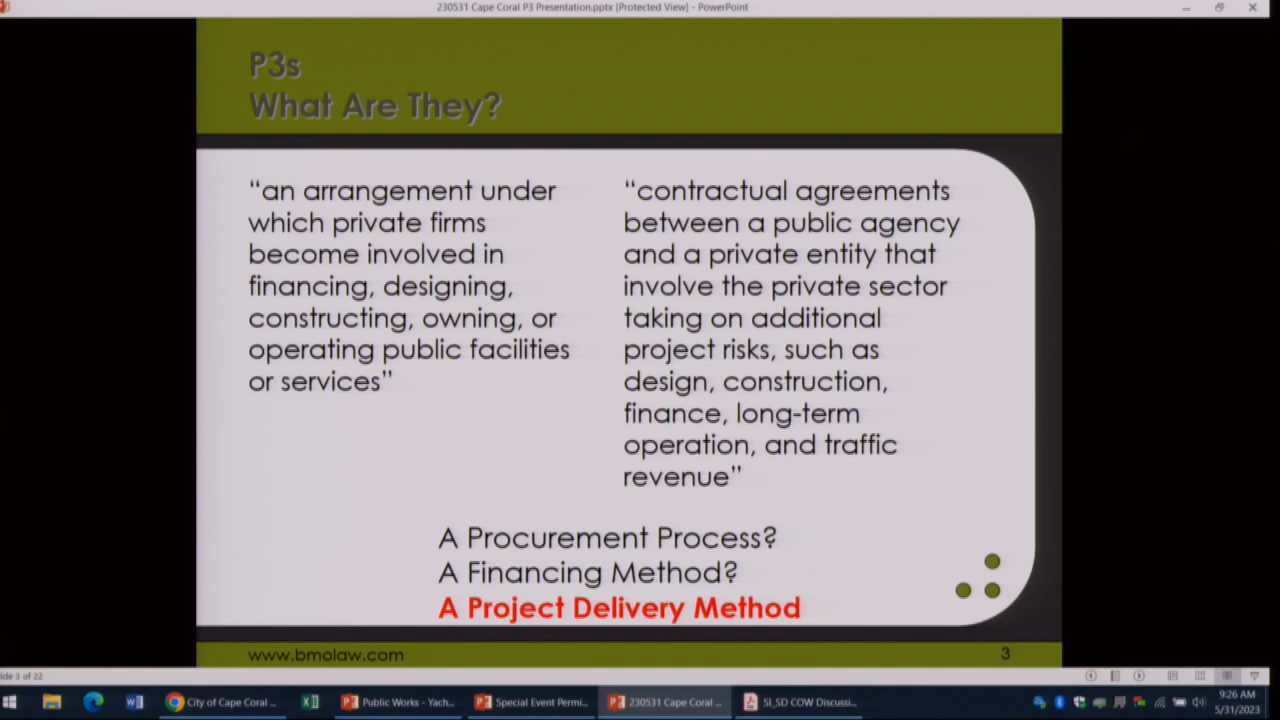 230531 Cape Coral P3 Presentation.pptx [Protected View] - PowerPoint
P3s
What Are They?
“an arrangement under
which private firms
become involved in
financing, designing,
constructing, owning, or
operating public facilities
or services”
“contractual agreements
between a public agency
and a private entity that
involve the private sector
taking on additional
project risks, such as
design, construction,
finance, long-term
operation, and traffic
revenue”
A Procurement Process?
A Financing Method?
A Project Delivery Method
www.bmolaw.com
3
lide 3 of 22
City of Cape Coral ...
Public Works - Yach...
Special Event Permi...
230531 Cape Coral ...
SI_SD COW Discussi...
9:26 AM
5/31/2023